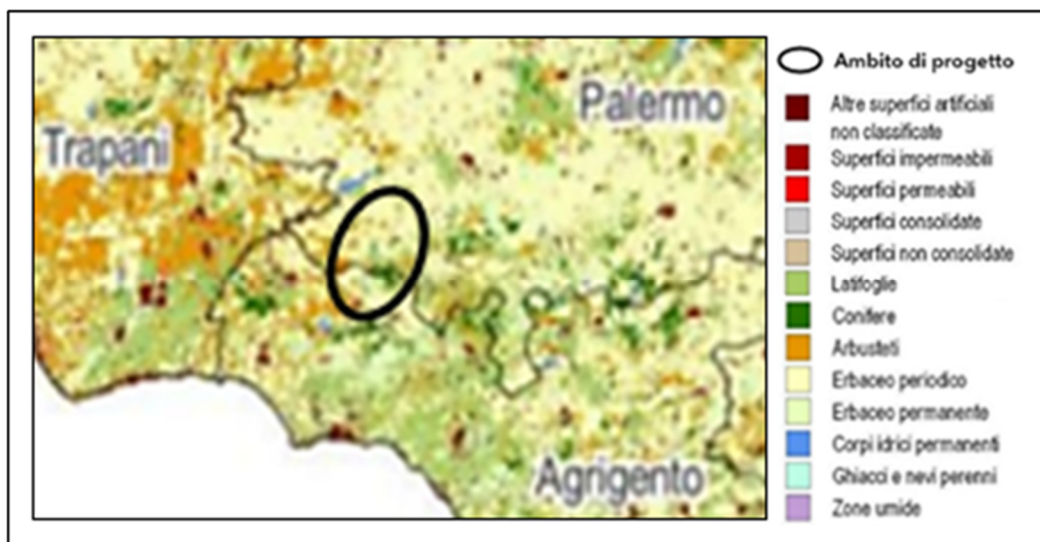 Trapani
Palermo
Agrigento
Ambito di progetto
Altre superfici artificiali
non classificate
Superfici impermeabili
Superfici permeabili
Superfici consolidate
Superfici non consolidate
Latifoglie
Conifere
Arbusteti
Erbaceo periodico
Erbaceo permanente
Corpi idrici permanenti
Ghiacci e nevi perenni
Zone umide